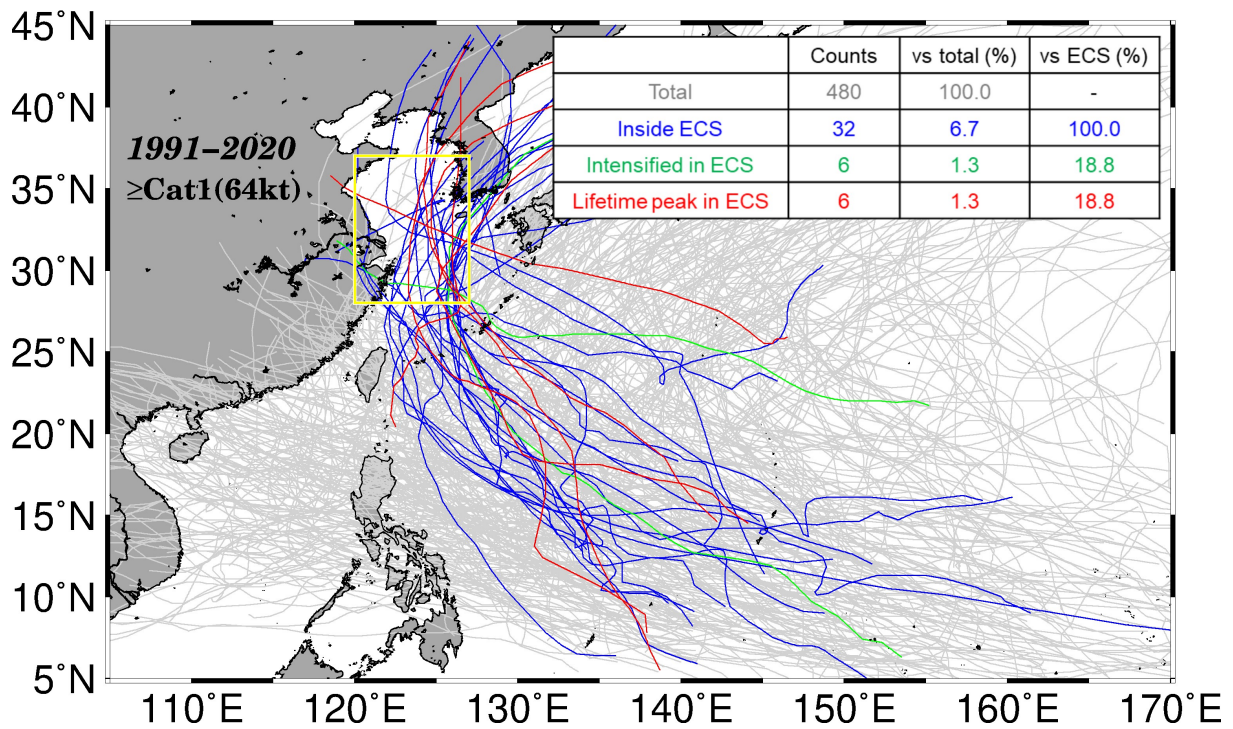 45˚N
40˚N
35˚N
30˚N
25˚N
20˚N
15˚N
10˚N
5˚N
1991−2020
≥Cat1(64kt)
Counts vs total (%) vs ECS (%)
Total 480 100.0 -
Inside ECS 32 6.7 100.0
Intensified in ECS 6 1.3 18.8
Lifetime peak in ECS 6 1.3 18.8
110˚E 120˚E 130˚E 140˚E 150˚E 160˚E 170˚E